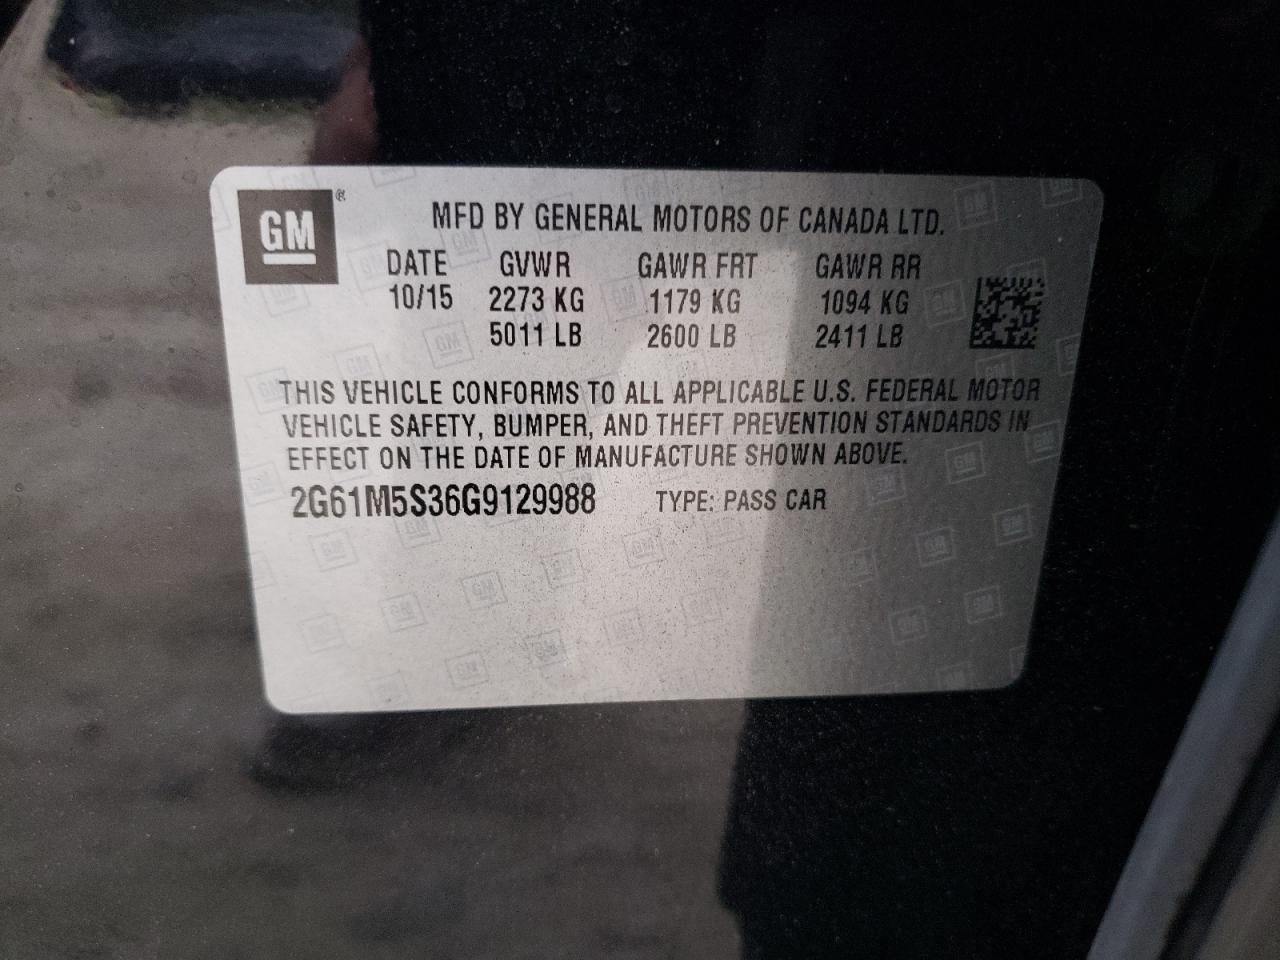 GM ®
MFD BY GENERAL MOTORS OF CANADA LTD.
DATE GVWR GAWR FRT GAWR RR
10/15 2273 KG 1179 KG 1094 KG
5011 LB 2600 LB 2411 LB
THIS VEHICLE CONFORMS TO ALL APPLICABLE U.S. FEDERAL MOTOR
VEHICLE SAFETY, BUMPER, AND THEFT PREVENTION STANDARDS IN
EFFECT ON THE DATE OF MANUFACTURE SHOWN ABOVE.
2G61M5S36G9129988 TYPE: PASS CAR